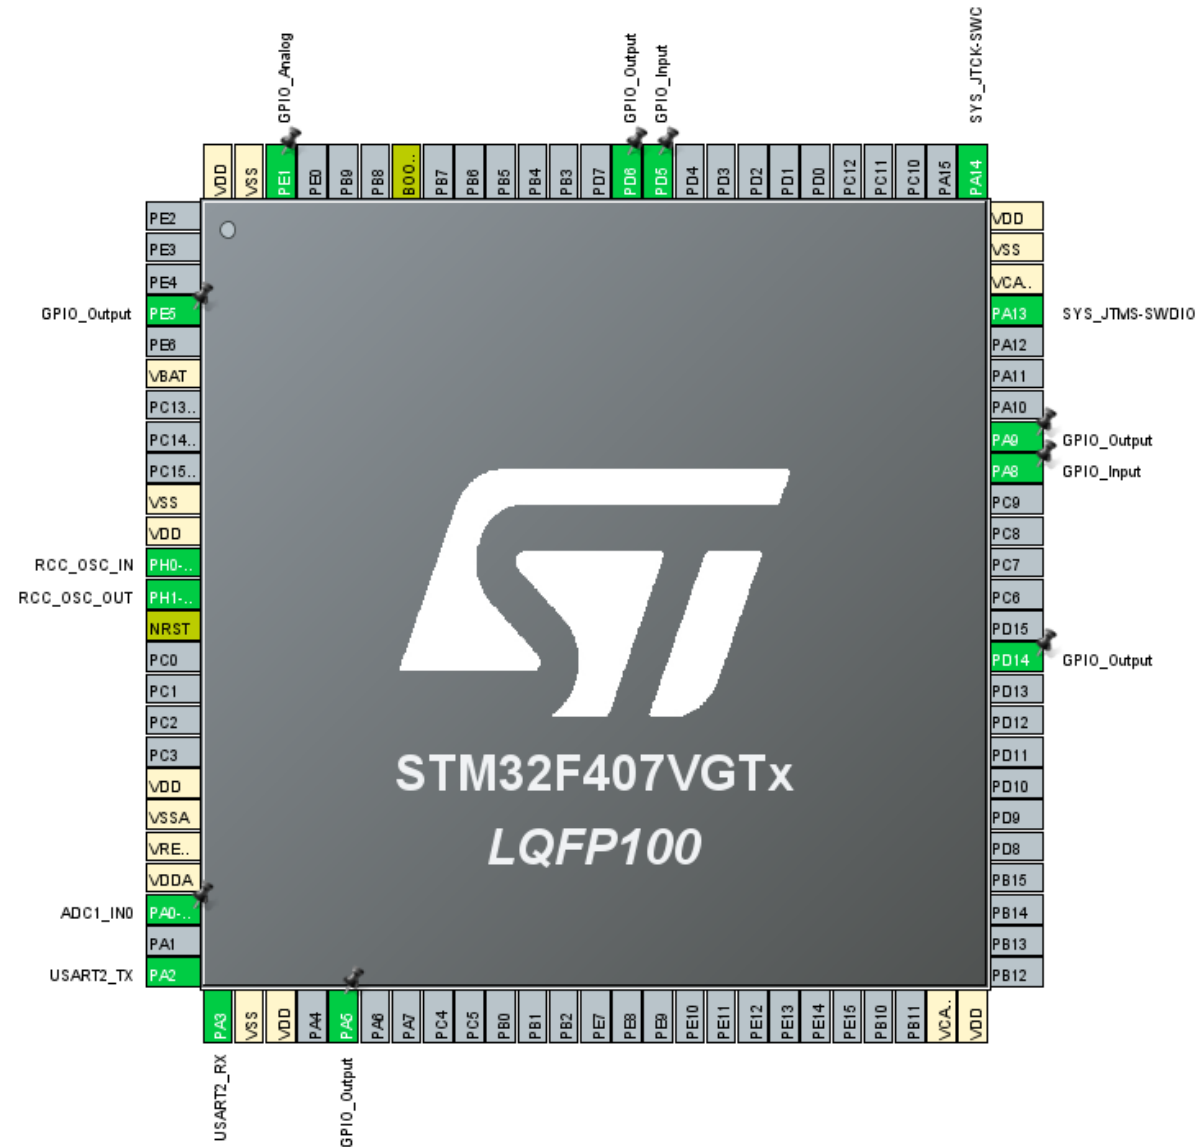 GPIO_Analog
GPIO_Output
GPIO_Input
SYS_JTCK-SWC
VDD
VSS
PE1
PE0
PB9
PB8
BOO..
PB7
PB6
PB5
PB4
PB3
PD7
PD6
PD5
PD4
PD3
PD2
PD1
PD0
PC12
PC11
PC10
PA15
PA14
PE2
PE3
PE4
GPIO_Output PE5
PE6
VBAT
PC13..
PC14..
PC15..
VSS
VDD
RCC_OSC_IN PH0-..
RCC_OSC_OUT PH1-..
NRST
PC0
PC1
PC2
PC3
VDD
VSSA
VRE..
VDDA
ADC1_IN0 PA0-..
PA1
USART2_TX PA2
ST
STM32F407VGTx
LQFP100
VDD
VSS
VCA..
PA13 SYS_JTMS-SWDIO
PA12
PA11
PA10
PA9 GPIO_Output
PA8 GPIO_Input
PC9
PC8
PC7
PC6
PD15
PD14 GPIO_Output
PD13
PD12
PD11
PD10
PD9
PD8
PB15
PB14
PB13
PB12
PA3
VSS
VDD
PA4
PA5
PA6
PA7
PC4
PC5
PB0
PB1
PB2
PE7
PE8
PE9
PE10
PE11
PE12
PE13
PE14
PE15
PB10
PB11
VCA..
VDD
USART2_RX
GPIO_Output